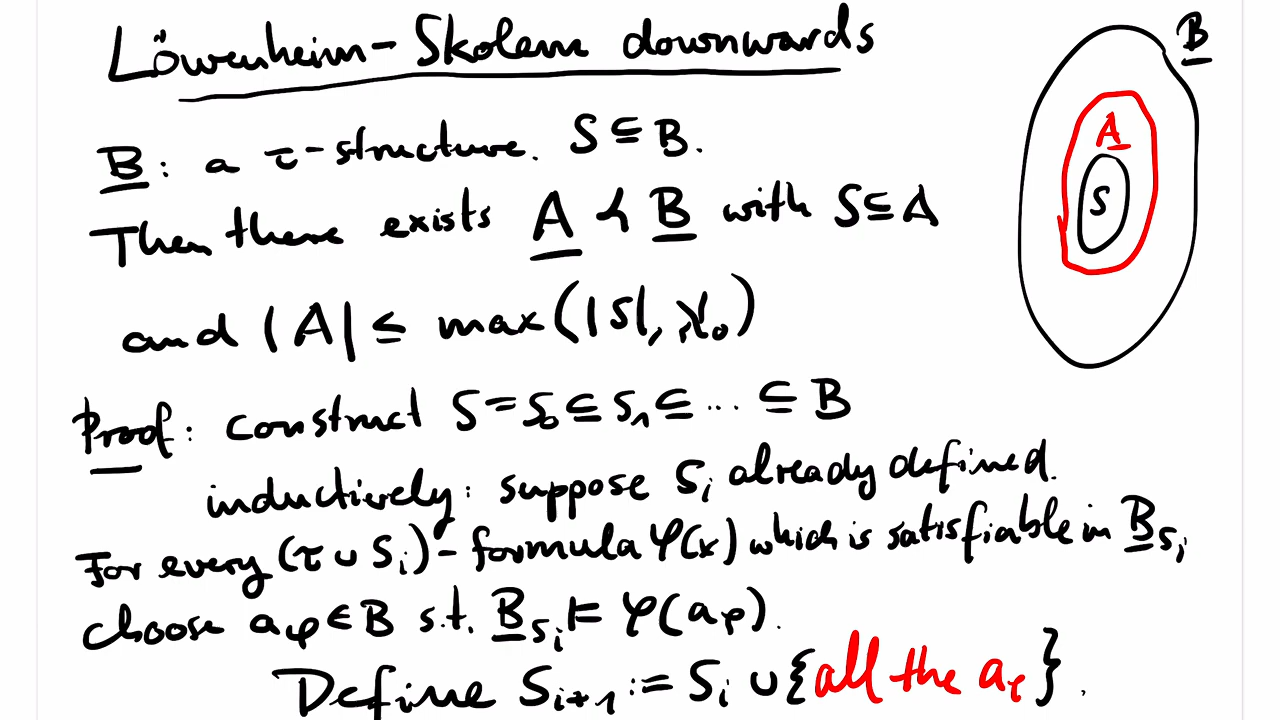 Löwenheim-Skolem downwards
B: a τ-structure. S ⊆ B.
Then there exists A ≺ B with S ⊆ A
and |A| ≤ max(|S|, ℵ₀)
Proof: construct S = S₀ ⊆ S₁ ⊆ ... ⊆ B
inductively: suppose Sᵢ already defined.
For every (τ ∪ Sᵢ)-formula φ(x) which is satisfiable in B_Sᵢ
choose a_φ ∈ B s.t. B_Sᵢ ⊨ φ(a_φ).
Define Sᵢ₊₁ := Sᵢ ∪ {all the a_φ}.
B
A
S